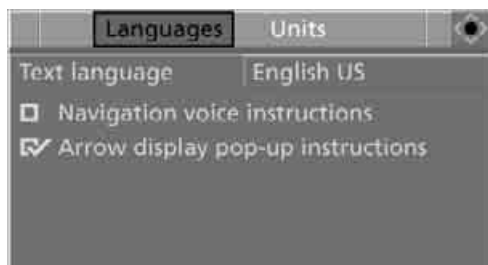 Languages Units
Text language English US
Navigation voice instructions
Arrow display pop-up instructions